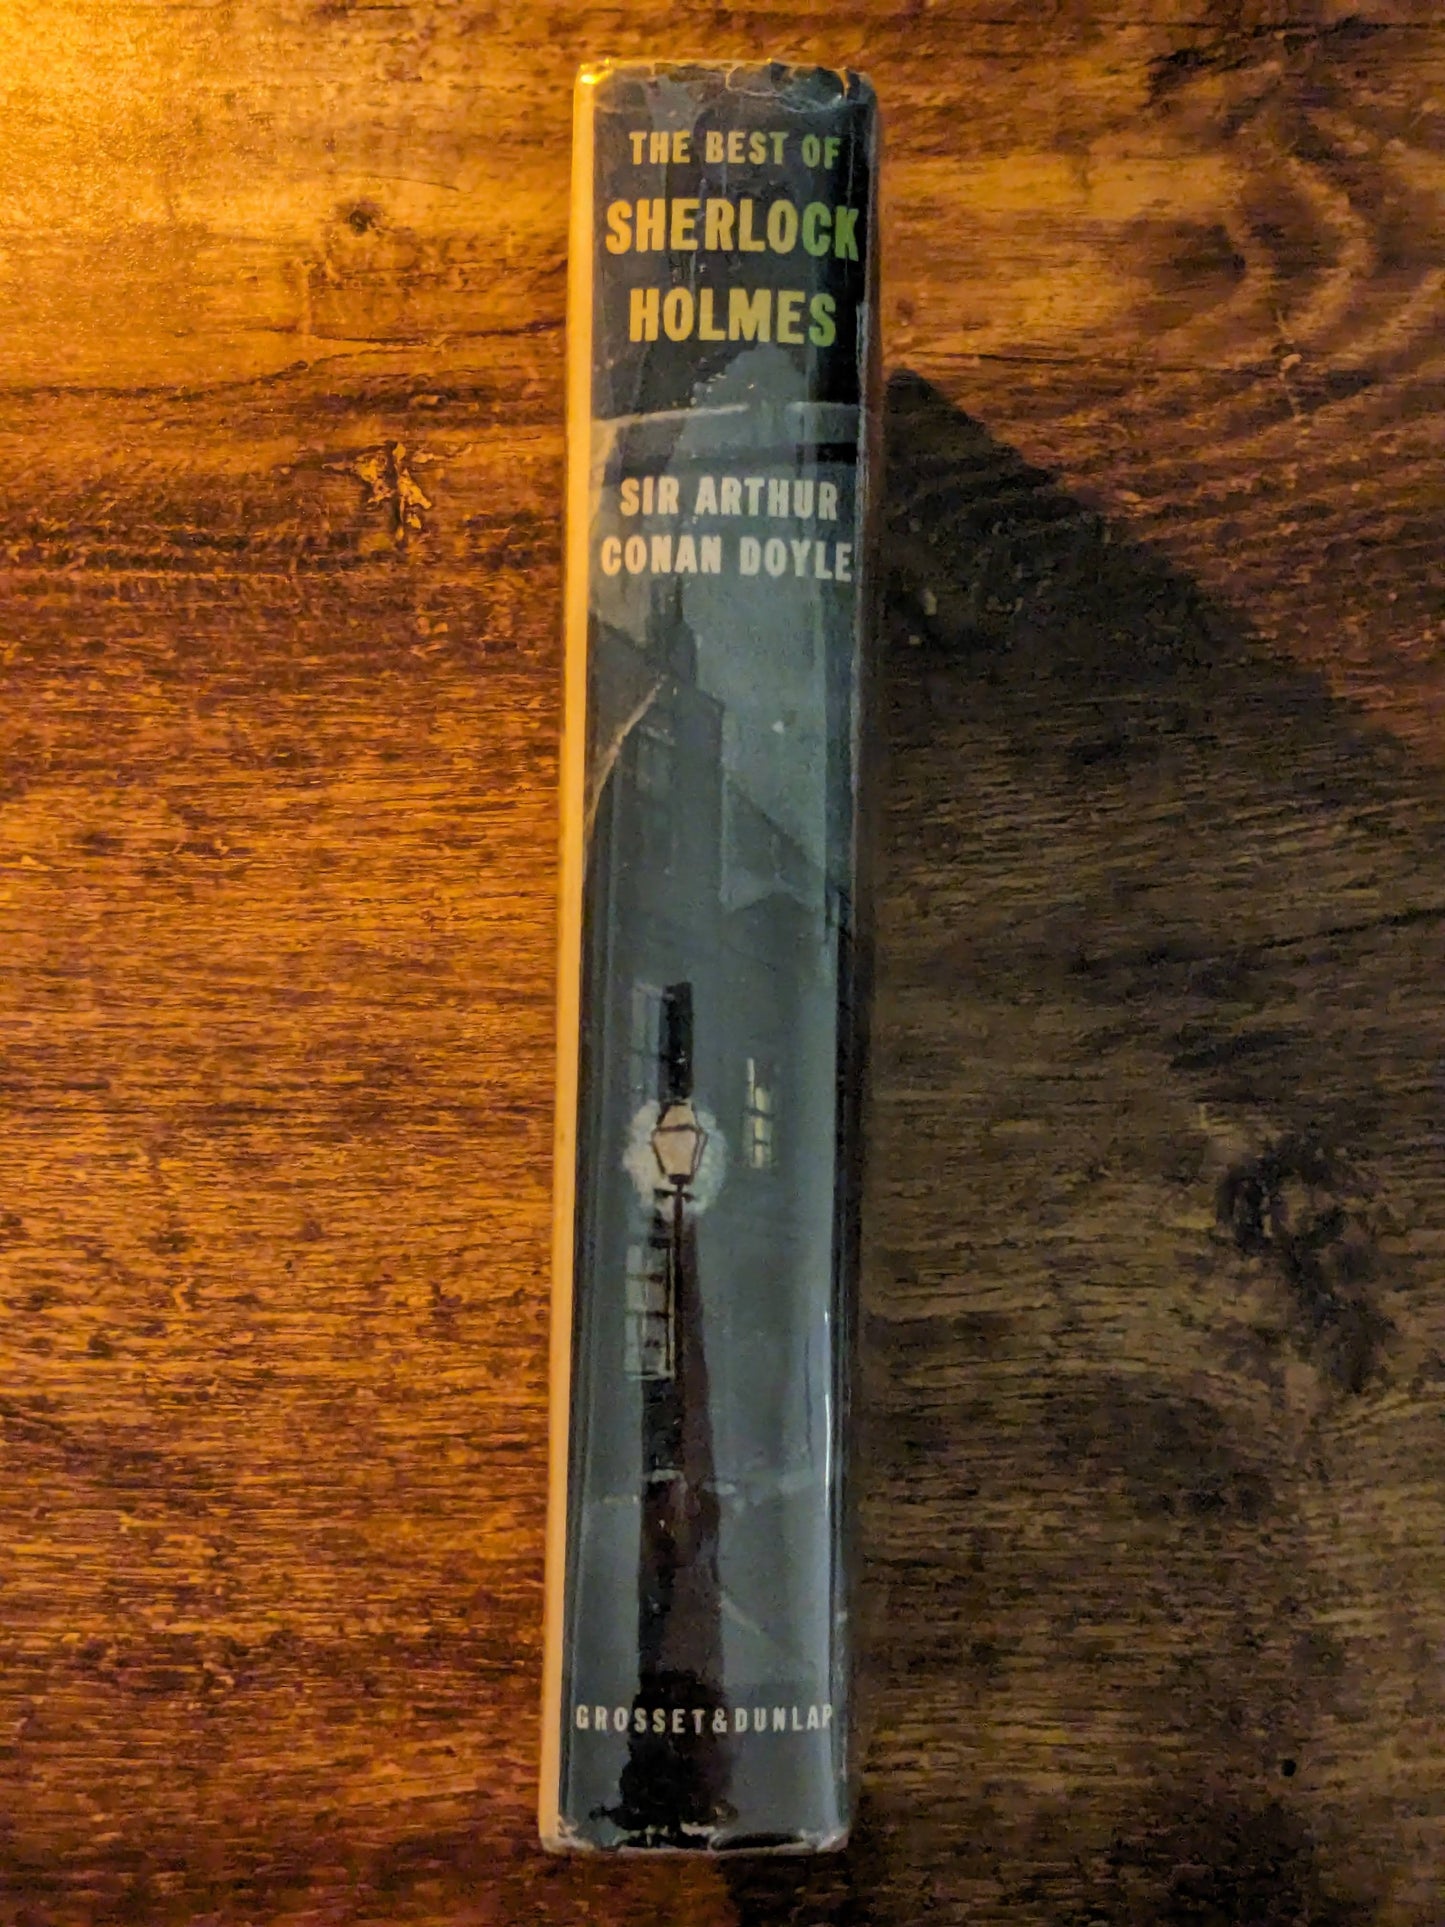 THE BEST OF
SHERLOCK
HOLMES
SIR ARTHUR
CONAN DOYLE
GROSSET & DUNLAP